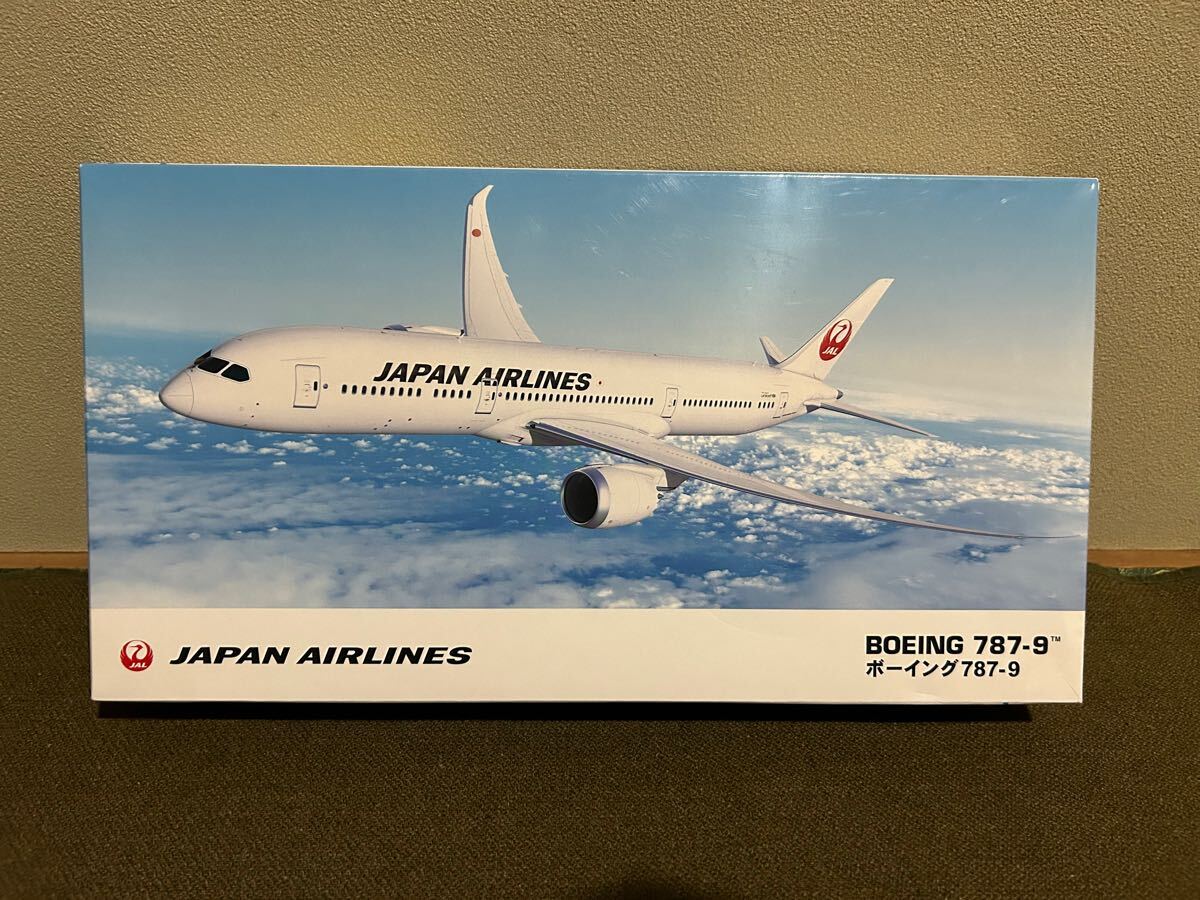 JAPAN AIRLINES
JAL
JAL
JAPAN AIRLINES
BOEING 787-9™
ボーイング787-9